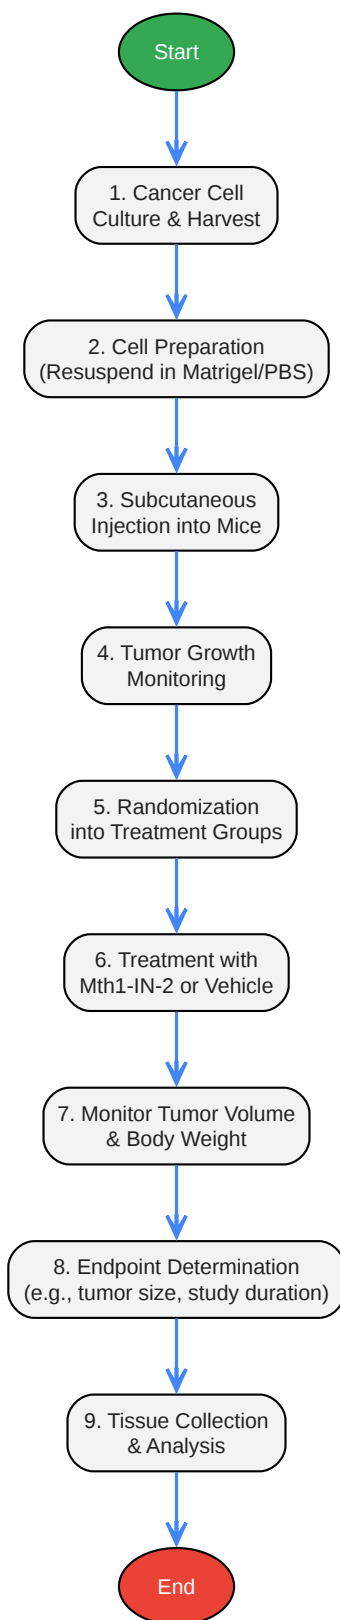 Start
1. Cancer Cell
Culture & Harvest
2. Cell Preparation
(Resuspend in Matrigel/PBS)
3. Subcutaneous
Injection into Mice
4. Tumor Growth
Monitoring
5. Randomization
into Treatment Groups
6. Treatment with
Mth1-IN-2 or Vehicle
7. Monitor Tumor Volume
& Body Weight
8. Endpoint Determination
(e.g., tumor size, study duration)
9. Tissue Collection
& Analysis
End